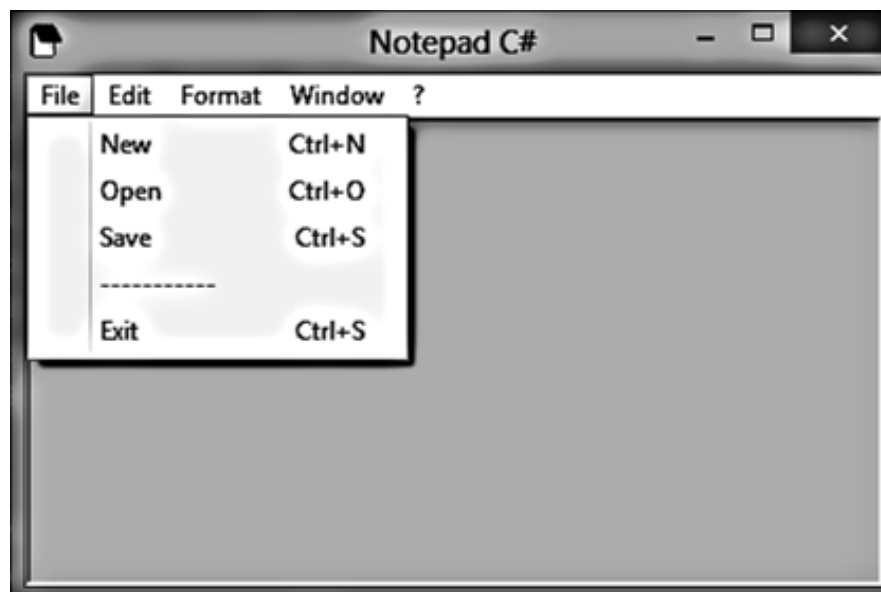 Notepad C#
File Edit Format Window ?
New Ctrl+N
Open Ctrl+O
Save Ctrl+S
-----------
Exit Ctrl+S